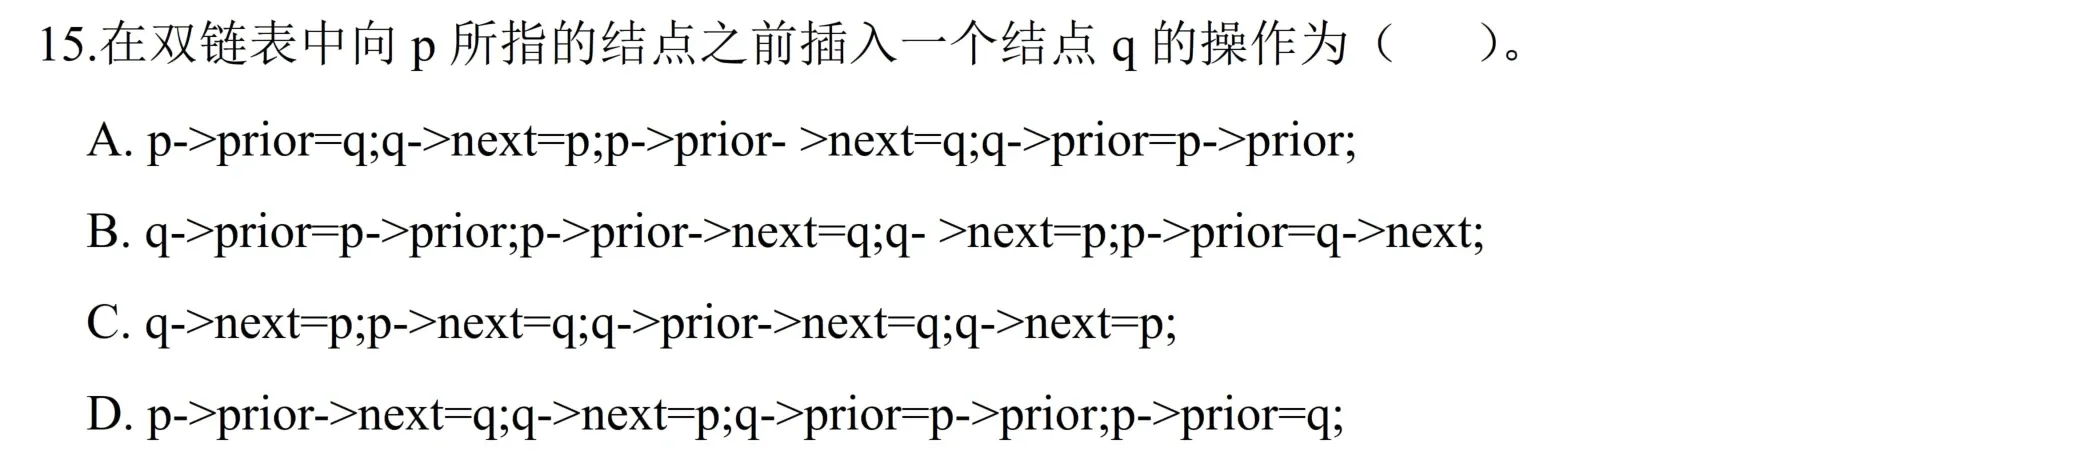 15.在双链表中向 p 所指的结点之前插入一个结点 q 的操作为（　　）。
A. p->prior=q;q->next=p;p->prior- >next=q;q->prior=p->prior;
B. q->prior=p->prior;p->prior->next=q;q- >next=p;p->prior=q->next;
C. q->next=p;p->next=q;q->prior->next=q;q->next=p;
D. p->prior->next=q;q->next=p;q->prior=p->prior;p->prior=q;